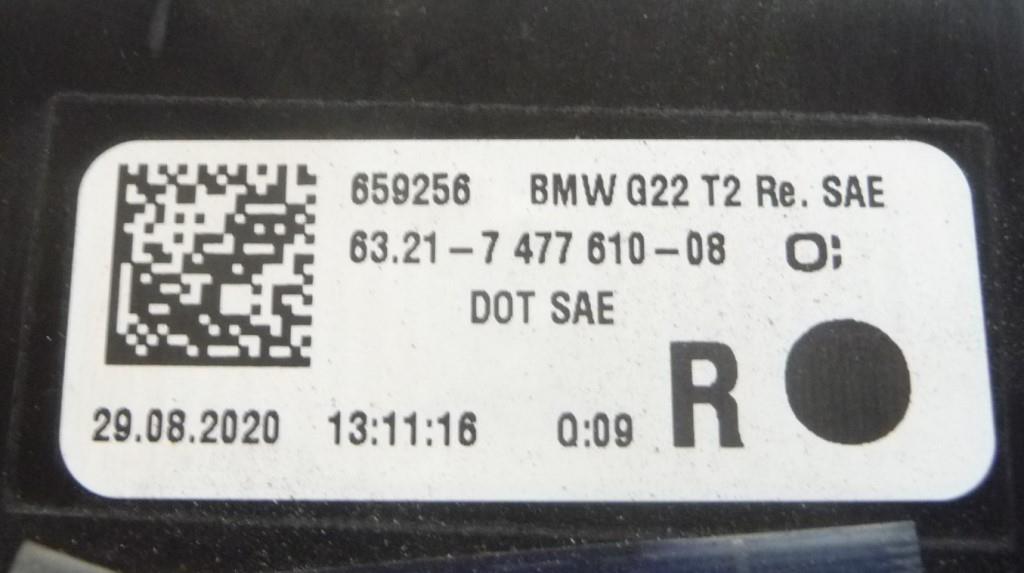 659256 BMW G22 T2 Re. SAE
63.21-7 477 610-08 O;
DOT SAE
R
29.08.2020 13:11:16 Q:09